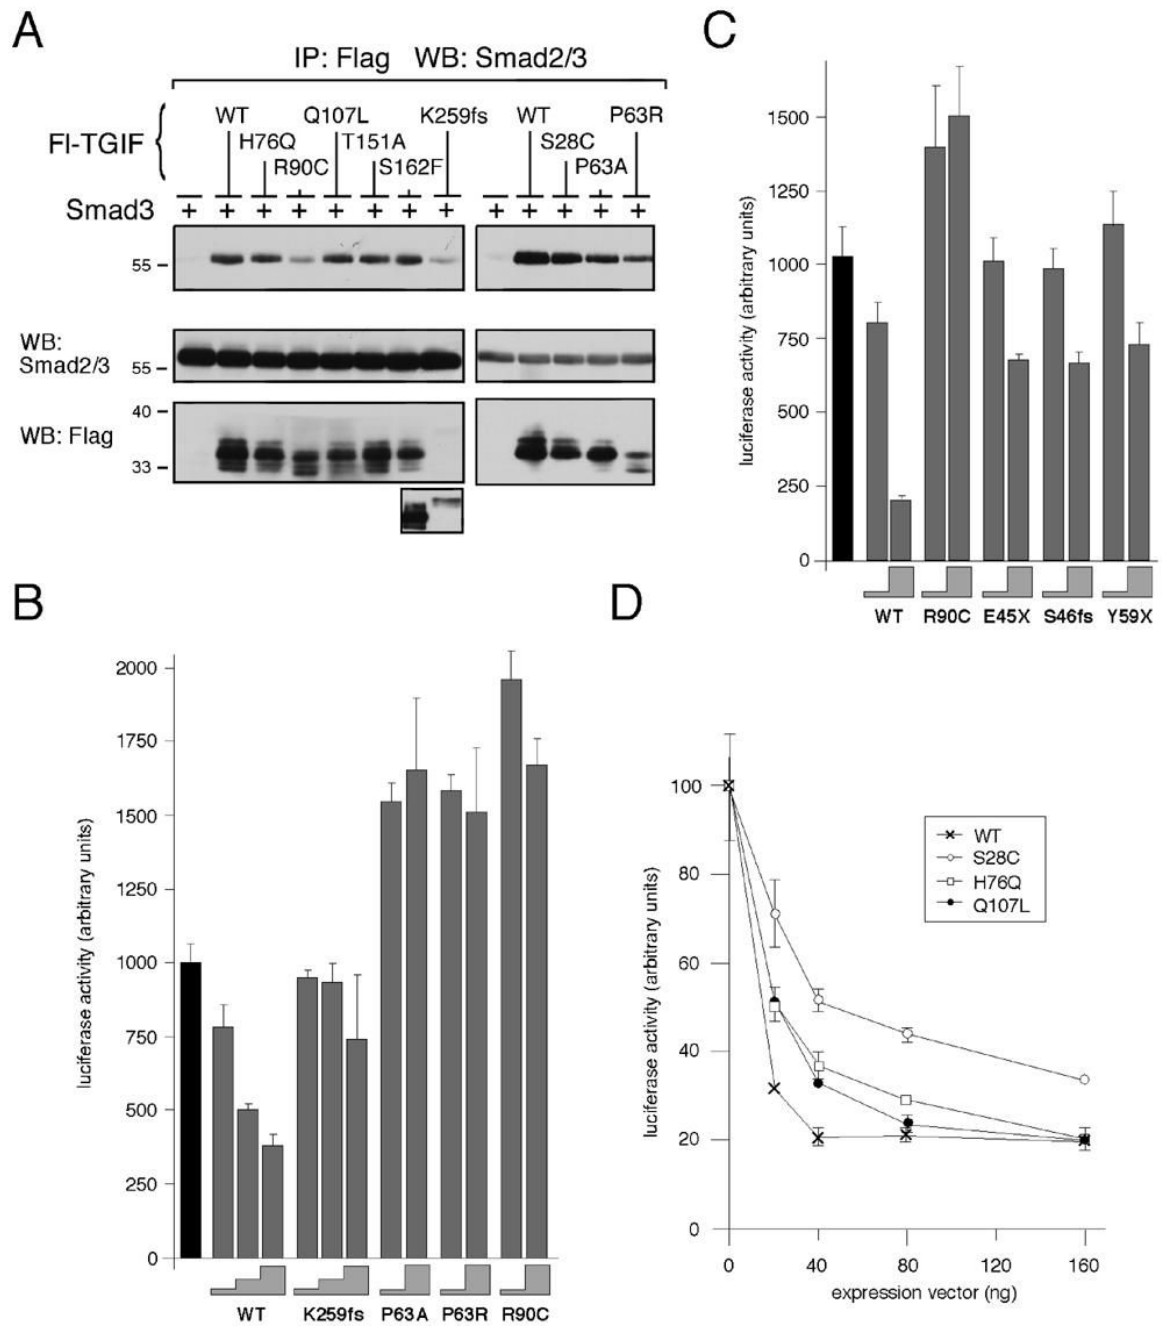 A
IP: Flag WB: Smad2/3
Fl-TGIF
WT Q107L K259fs WT P63R
H76Q T151A S28C
R90C S162F P63A
Smad3 + + + + + + + + + + + + +
55
WB:
Smad2/3
55
40
WB: Flag
33
B
luciferase activity (arbitrary units)
2000
1750
1500
1250
1000
750
500
250
0
WT K259fs P63A P63R R90C
C
luciferase activity (arbitrary units)
1500
1250
1000
750
500
250
0
WT R90C E45X S46fs Y59X
D
luciferase activity (arbitrary units)
100
80
60
40
20
0
WT
S28C
H76Q
Q107L
0 40 80 120 160
expression vector (ng)